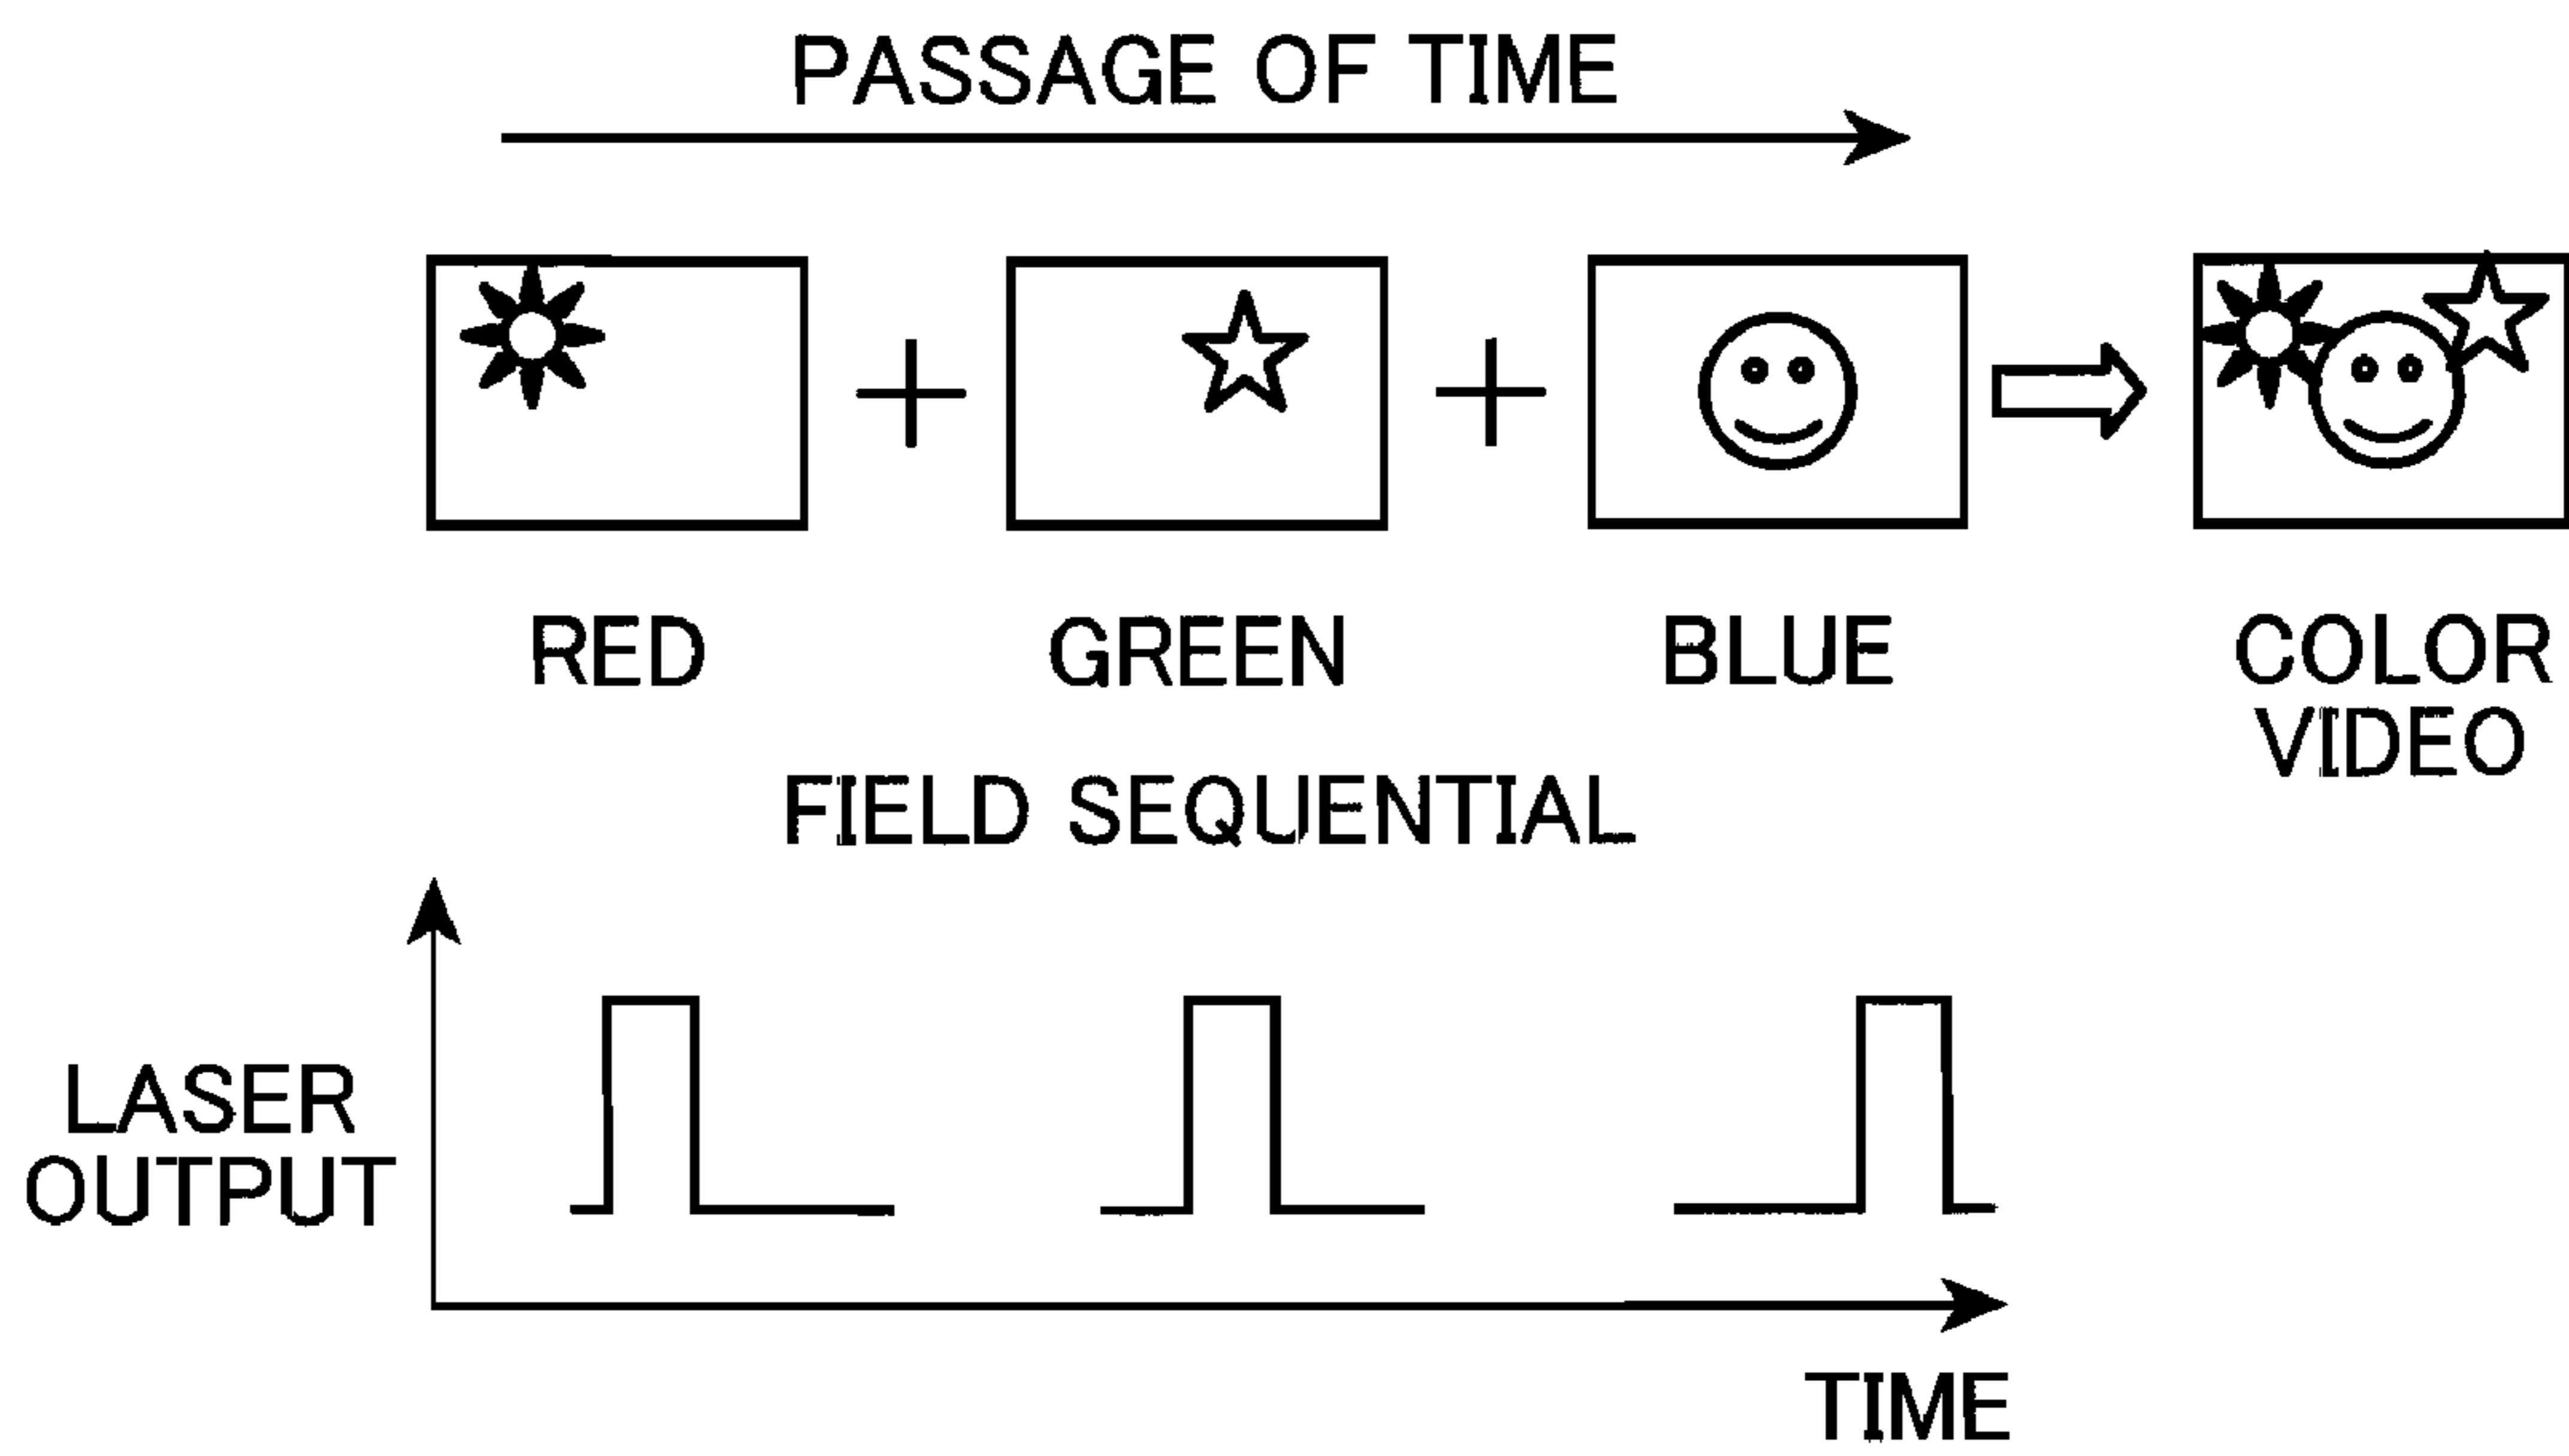 PASSAGE OF TIME
RED
GREEN
BLUE
COLOR
VIDEO
FIELD SEQUENTIAL
LASER
OUTPUT
TIME